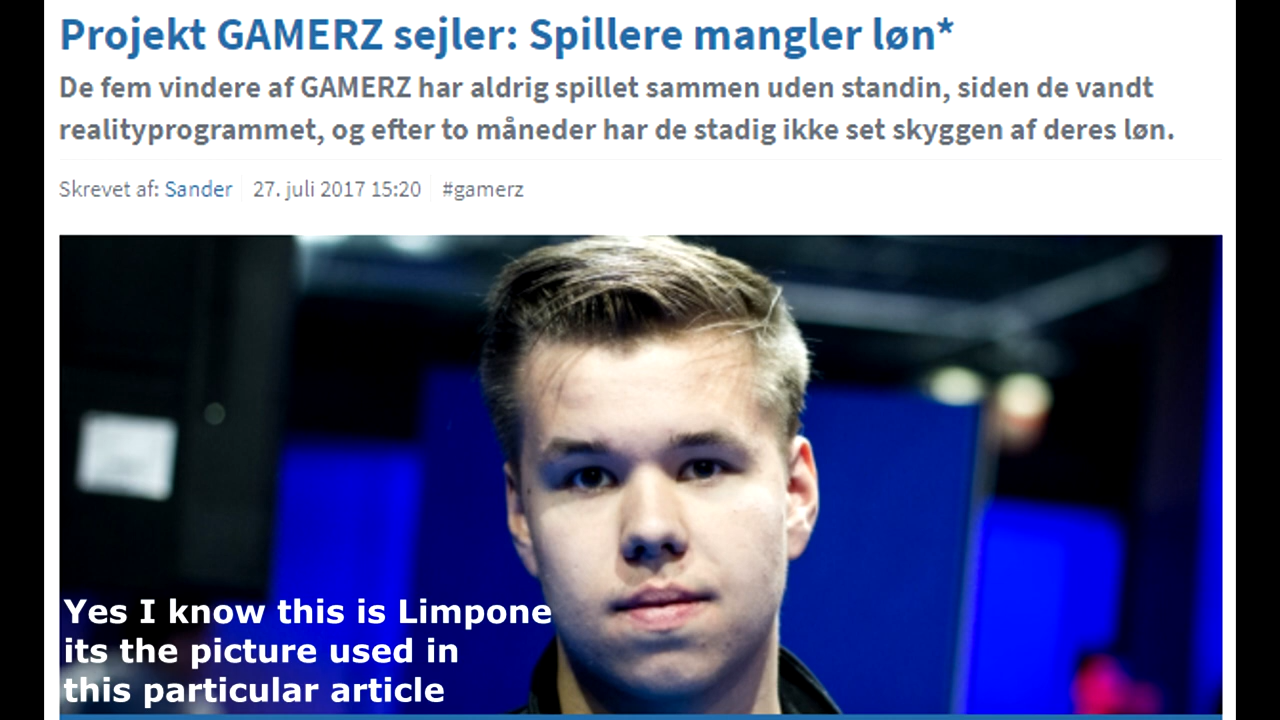 Projekt GAMERZ sejler: Spillere mangler løn*
De fem vindere af GAMERZ har aldrig spillet sammen uden standin, siden de vandt
realityprogrammet, og efter to måneder har de stadig ikke set skyggen af deres løn.
Skrevet af: Sander 27. juli 2017 15:20 #gamerz
Yes I know this is Limpone
its the picture used in
this particular article